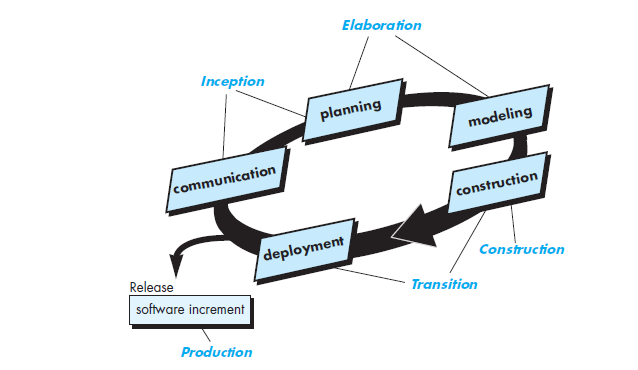 Elaboration
Inception
planning
modeling
communication
construction
deployment
Construction
Transition
Release
software increment
Production